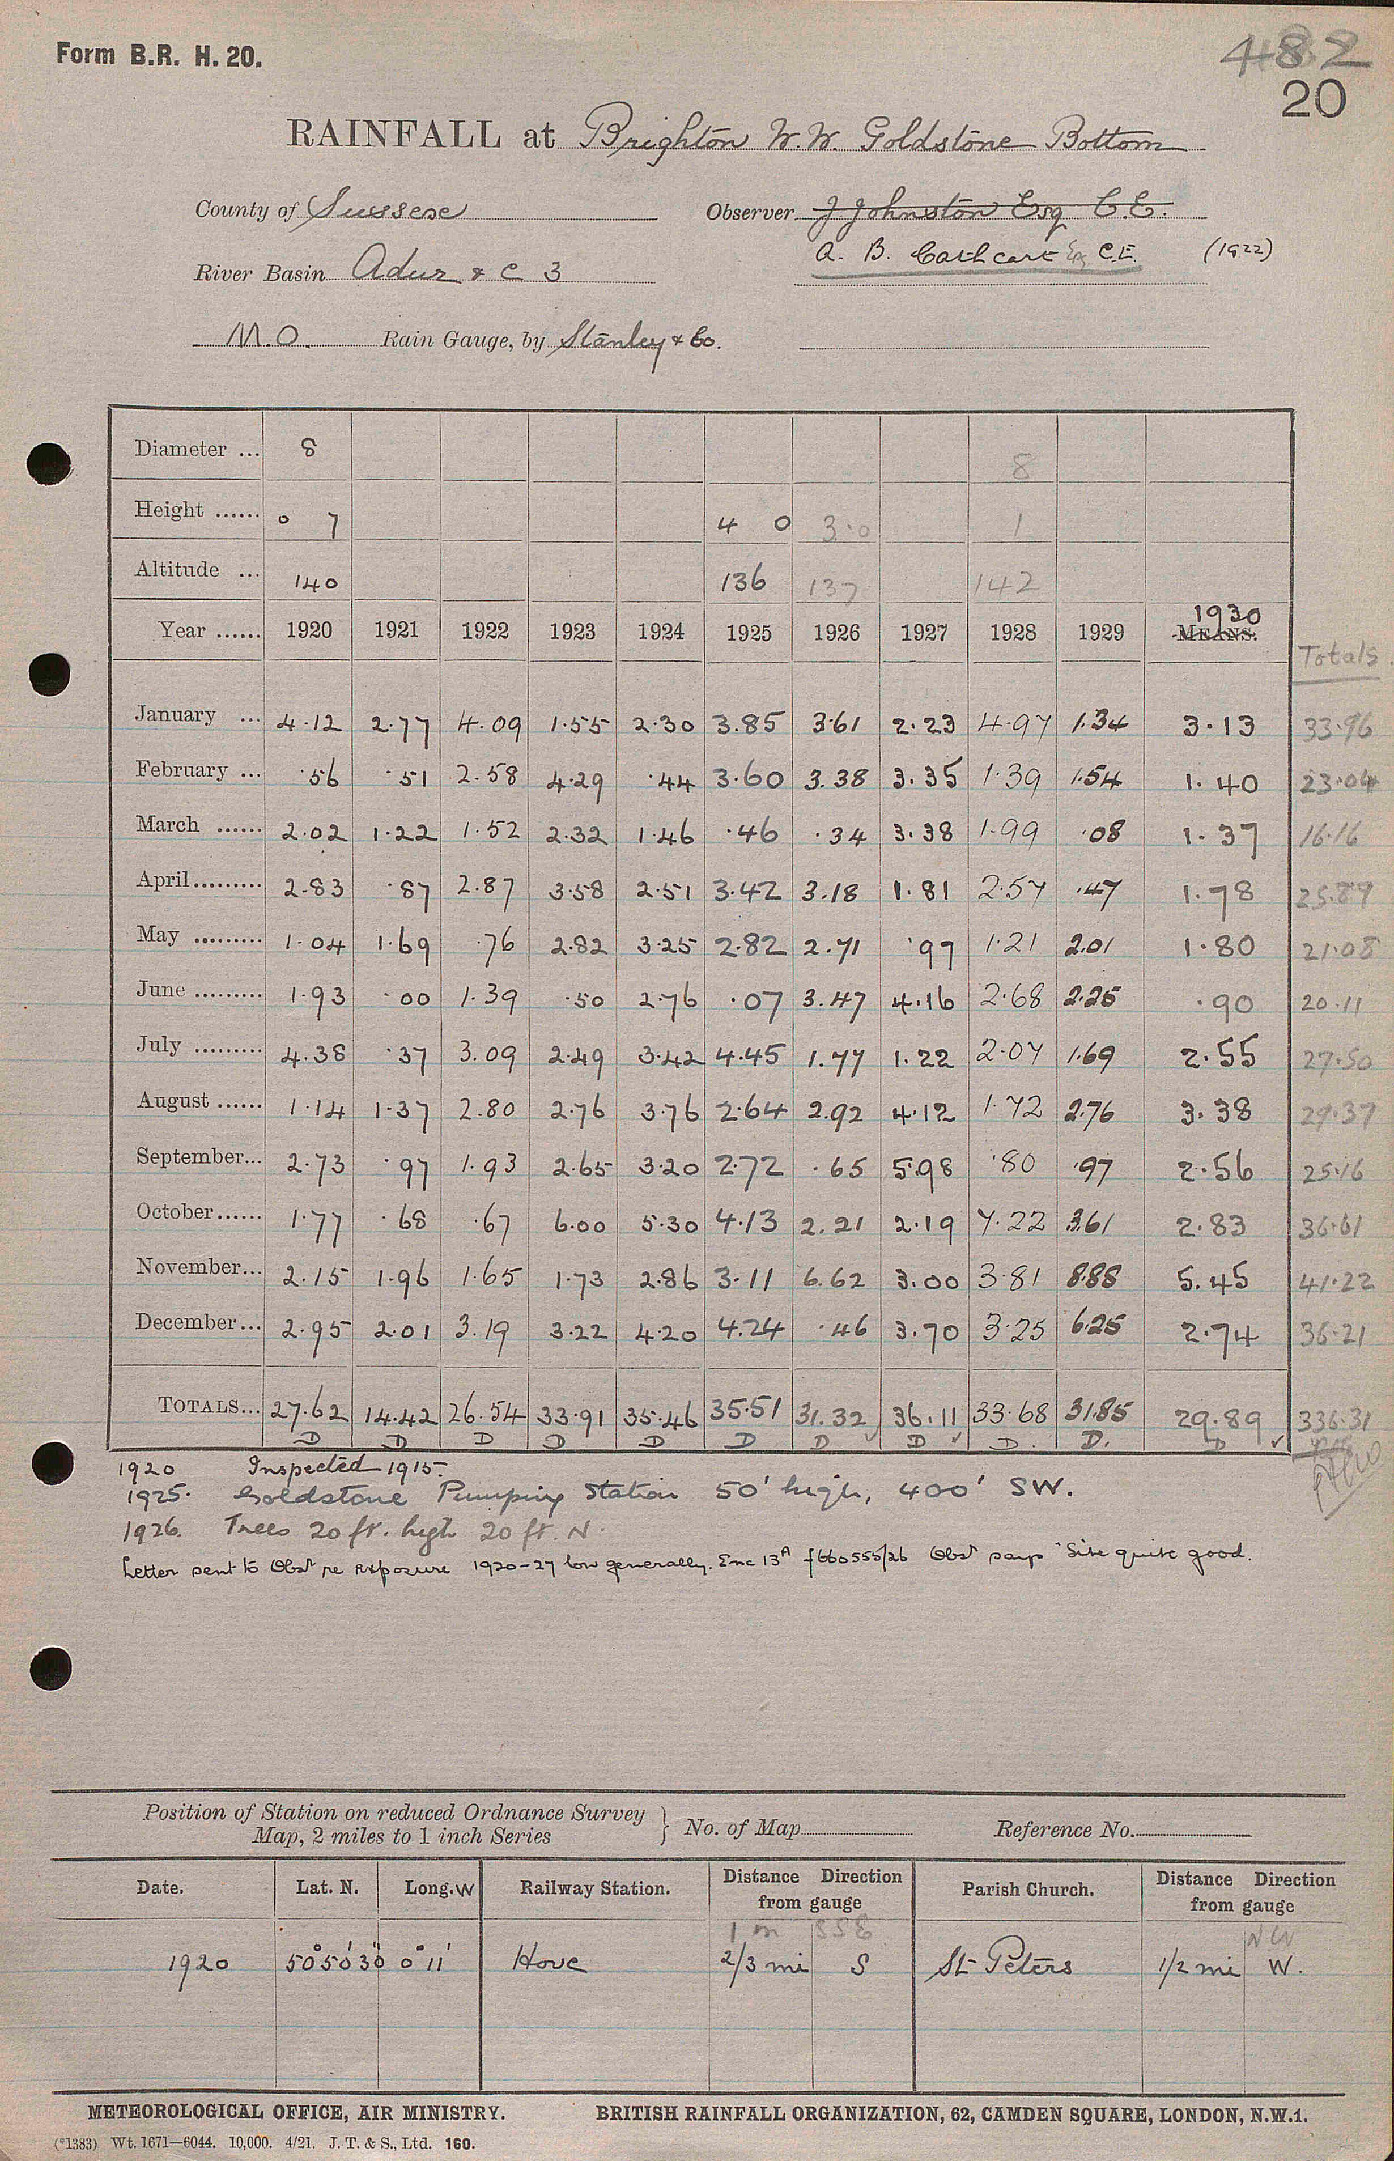 Form B.R. H. 20.
482
20
RAINFALL at Brighton W.W. Goldstone Bottom
County of Sussex Observer J Johnston Esq C.E.
River Basin Adur & C 3 A. B. Cathcart Esq C.E. (1922)
M.O. Rain Gauge, by Stanley & Co.
Diameter ... 8 8
Height ...... 0 7 4 0 3·0 1
Altitude ... 140 136 137 142
Year ...... 1920 1921 1922 1923 1924 1925 1926 1927 1928 1929 MEANS. 1930 Totals
January ... 4·12 2·77 4·09 1·55 2·30 3·85 3·61 2·23 4·97 1·34 3·13 33·96
February ... ·56 ·51 2·58 4·29 ·44 3·60 3·38 3·35 1·39 1·54 1·40 23·04
March ...... 2·02 1·22 1·52 2·32 1·46 ·46 ·34 3·38 1·99 ·08 1·37 16·16
April......... 2·83 ·87 2·87 3·58 2·51 3·42 3·18 1·81 2·57 ·47 1·78 25·89
May ......... 1·04 1·69 ·76 2·82 3·25 2·82 2·71 ·97 1·21 2·01 1·80 21·08
June ......... 1·93 ·00 1·39 ·50 2·76 ·07 3·47 4·16 2·68 2·25 ·90 20·11
July ......... 4·38 ·37 3·09 2·49 3·42 4·45 1·77 1·22 2·07 1·69 2·55 27·50
August ...... 1·14 1·37 2·80 2·76 3·76 2·64 2·92 4·12 1·72 2·76 3·38 29·37
September... 2·73 ·97 1·93 2·65 3·20 2·72 ·65 5·98 ·80 ·97 2·56 25·16
October...... 1·77 ·68 ·67 6·00 5·30 4·13 2·21 2·19 7·22 3·61 2·83 36·61
November... 2·15 1·96 1·65 1·73 2·86 3·11 6·62 3·00 3·81 8·88 5·45 41·22
December... 2·95 2·01 3·19 3·22 4·20 4·24 ·46 3·70 3·25 6·25 2·74 36·21
TOTALS... 27·62 14·42 26·54 33·91 35·46 35·51 31·32 36·11 33·68 31·85 29·89 336·31
D D D D D D D D D D. D
1920 Inspected 1915.
1925. Goldstone Pumping Station 50' high, 400' SW.
1926. Trees 20 ft. high 20 ft. N.
Letter sent to Obsr re exposure 1920-27 low generally. Enc 13A f660555/26 Obsr says "Site quite good.
Position of Station on reduced Ordnance Survey
Map, 2 miles to 1 inch Series } No. of Map Reference No.
Date. Lat. N. Long. W Railway Station. Distance Direction from gauge Parish Church. Distance Direction from gauge
1 m SSE NW
1920 50° 50' 30" 0° 11' Hove 2/3 mi S St Peters 1/2 mi W.
METEOROLOGICAL OFFICE, AIR MINISTRY. BRITISH RAINFALL ORGANIZATION, 62, CAMDEN SQUARE, LONDON, N.W.1.
(*1383) Wt. 1671—6044. 10,000. 4/21. J. T. & S., Ltd. 160.